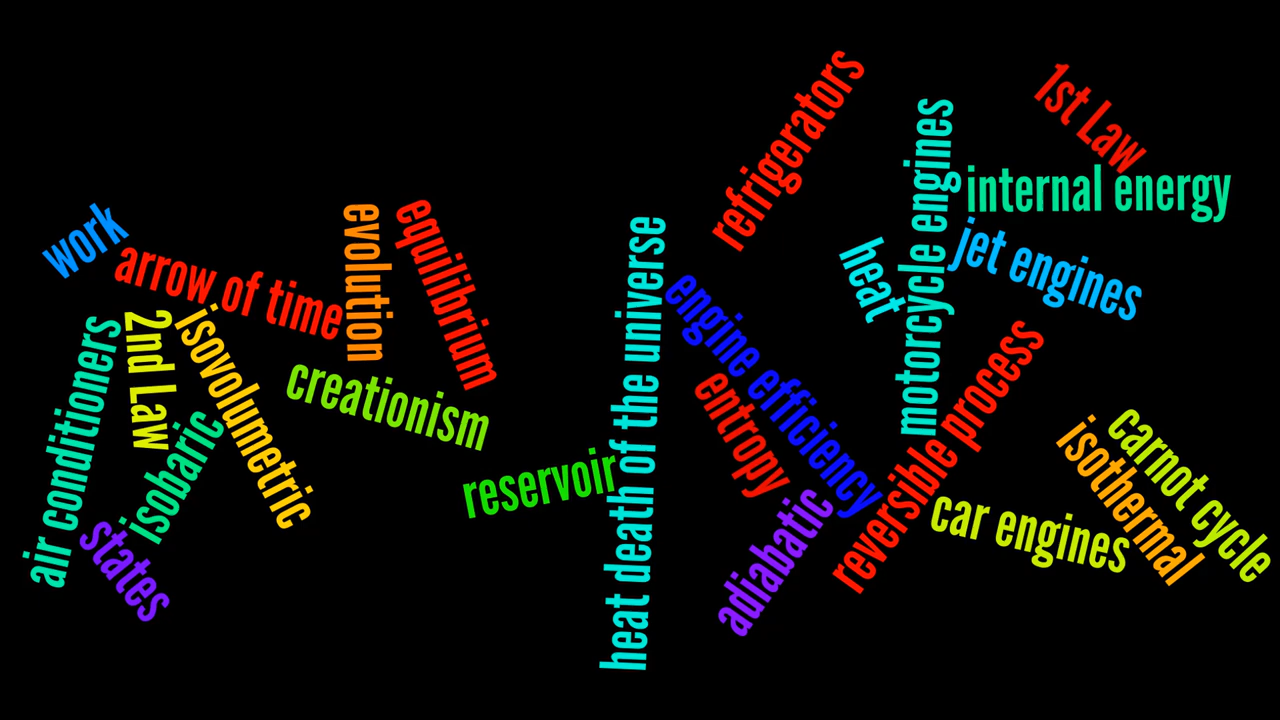 work
arrow of time
evolution
equilibrium
air conditioners
2nd Law
isovolumetric
isobaric
states
creationism
reservoir
heat death of the universe
refrigerators
engine efficiency
entropy
adiabatic
heat
motorcycle engines
1st Law
internal energy
jet engines
reversible process
car engines
isothermal
carnot cycle